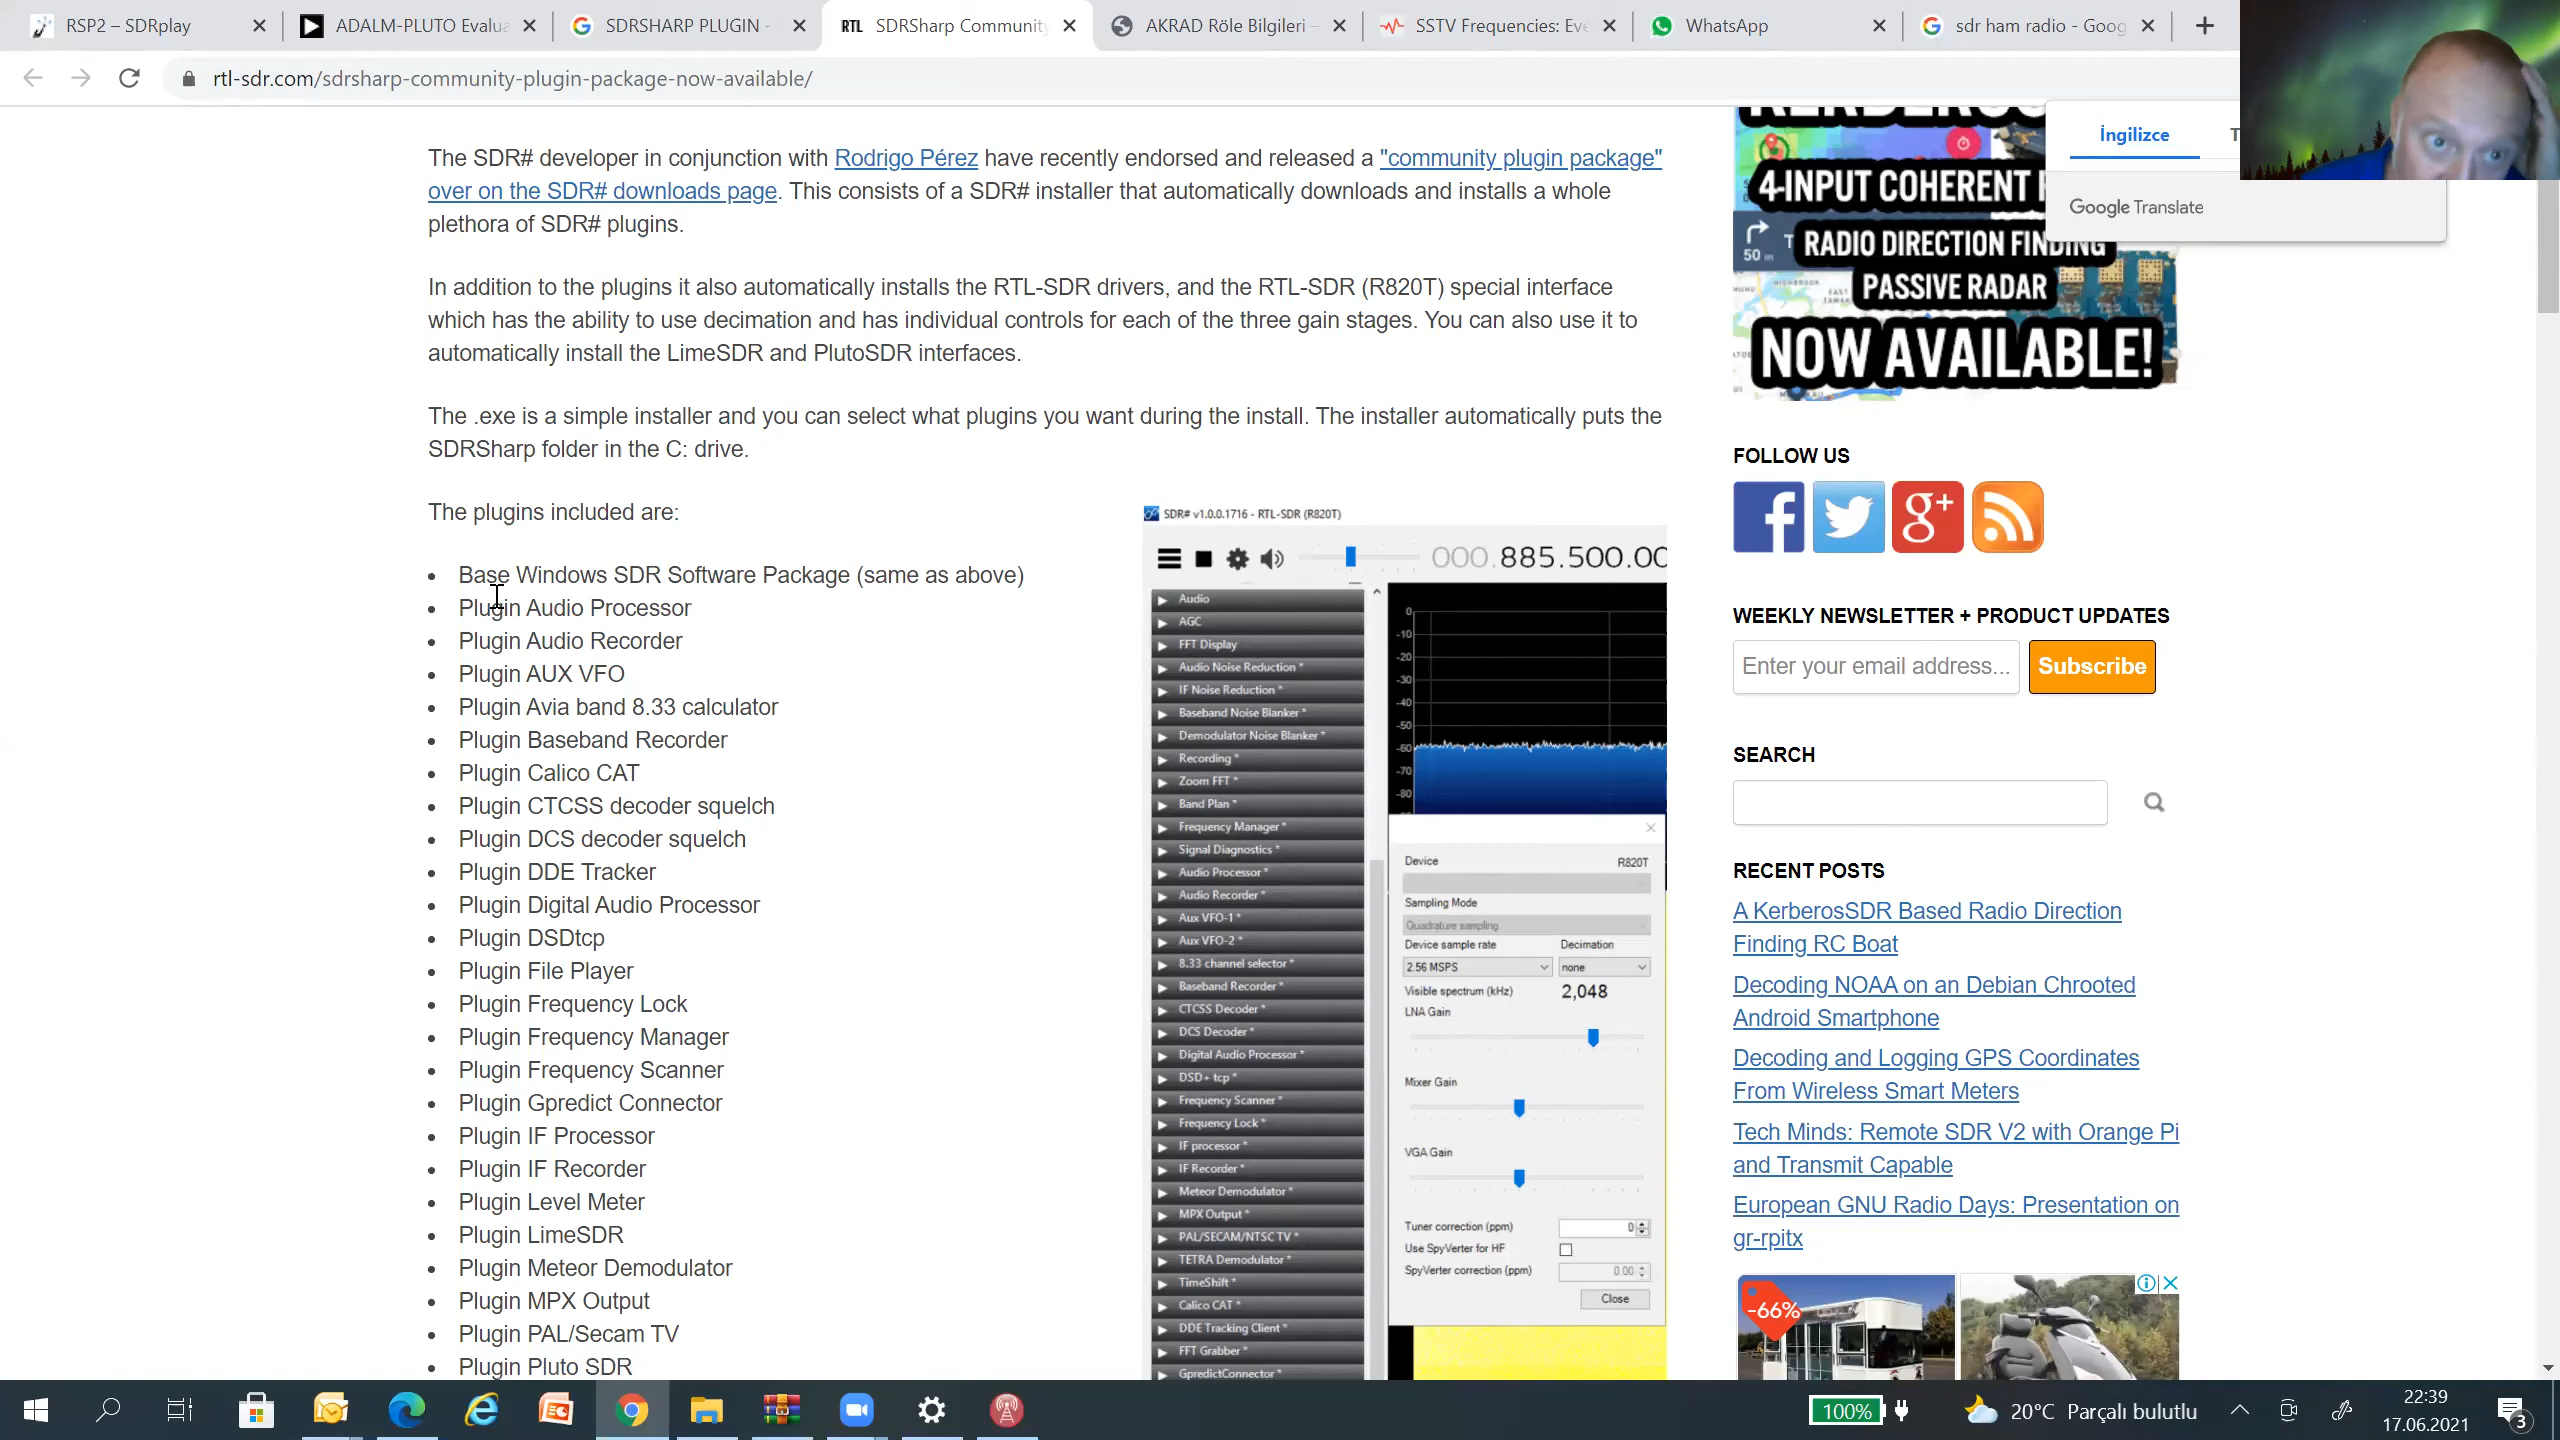 RSP2 – SDRplay
ADALM-PLUTO Evalua
SDRSHARP PLUGIN -
RTL SDRSharp Community
AKRAD Röle Bilgileri –
SSTV Frequencies: Eve
WhatsApp
sdr ham radio - Goog
rtl-sdr.com/sdrsharp-community-plugin-package-now-available/
İngilizce
T
Google Translate
The SDR# developer in conjunction with Rodrigo Pérez have recently endorsed and released a "community plugin package"
over on the SDR# downloads page. This consists of a SDR# installer that automatically downloads and installs a whole
plethora of SDR# plugins.
In addition to the plugins it also automatically installs the RTL-SDR drivers, and the RTL-SDR (R820T) special interface
which has the ability to use decimation and has individual controls for each of the three gain stages. You can also use it to
automatically install the LimeSDR and PlutoSDR interfaces.
The .exe is a simple installer and you can select what plugins you want during the install. The installer automatically puts the
SDRSharp folder in the C: drive.
The plugins included are:
Base Windows SDR Software Package (same as above)
Plugin Audio Processor
Plugin Audio Recorder
Plugin AUX VFO
Plugin Avia band 8.33 calculator
Plugin Baseband Recorder
Plugin Calico CAT
Plugin CTCSS decoder squelch
Plugin DCS decoder squelch
Plugin DDE Tracker
Plugin Digital Audio Processor
Plugin DSDtcp
Plugin File Player
Plugin Frequency Lock
Plugin Frequency Manager
Plugin Frequency Scanner
Plugin Gpredict Connector
Plugin IF Processor
Plugin IF Recorder
Plugin Level Meter
Plugin LimeSDR
Plugin Meteor Demodulator
Plugin MPX Output
Plugin PAL/Secam TV
Plugin Pluto SDR
SDR# v1.0.0.1716 - RTL-SDR (R820T)
000.885.500.00
Audio
AGC
FFT Display
Audio Noise Reduction *
IF Noise Reduction *
Baseband Noise Blanker *
Demodulator Noise Blanker *
Recording *
Zoom FFT *
Band Plan *
Frequency Manager *
Signal Diagnostics *
Audio Processor *
Audio Recorder *
Aux VFO-1 *
Aux VFO-2 *
8.33 channel selector *
Baseband Recorder *
CTCSS Decoder *
DCS Decoder *
Digital Audio Processor *
DSD+ tcp *
Frequency Scanner *
Frequency Lock *
IF processor *
IF Recorder *
Meteor Demodulator *
MPX Output *
PAL/SECAM/NTSC TV *
TETRA Demodulator *
TimeShift *
Calico CAT *
DDE Tracking Client *
FFT Grabber *
GpredictConnector *
0
-10
-20
-30
-40
-50
-60
-70
-80
Device R820T
Sampling Mode
Quadrature sampling
Device sample rate Decimation
2.56 MSPS none
Visible spectrum (kHz) 2,048
LNA Gain
Mixer Gain
VGA Gain
Tuner correction (ppm) 0
Use SpyVerter for HF
SpyVerter correction (ppm) 0.00
Close
4-INPUT COHERENT
50 m
RADIO DIRECTION FINDING
PASSIVE RADAR
NOW AVAILABLE!
FOLLOW US
WEEKLY NEWSLETTER + PRODUCT UPDATES
Enter your email address... Subscribe
SEARCH
RECENT POSTS
A KerberosSDR Based Radio Direction
Finding RC Boat
Decoding NOAA on an Debian Chrooted
Android Smartphone
Decoding and Logging GPS Coordinates
From Wireless Smart Meters
Tech Minds: Remote SDR V2 with Orange Pi
and Transmit Capable
European GNU Radio Days: Presentation on
gr-rpitx
-66%
100%
20°C Parçalı bulutlu
22:39
17.06.2021
3